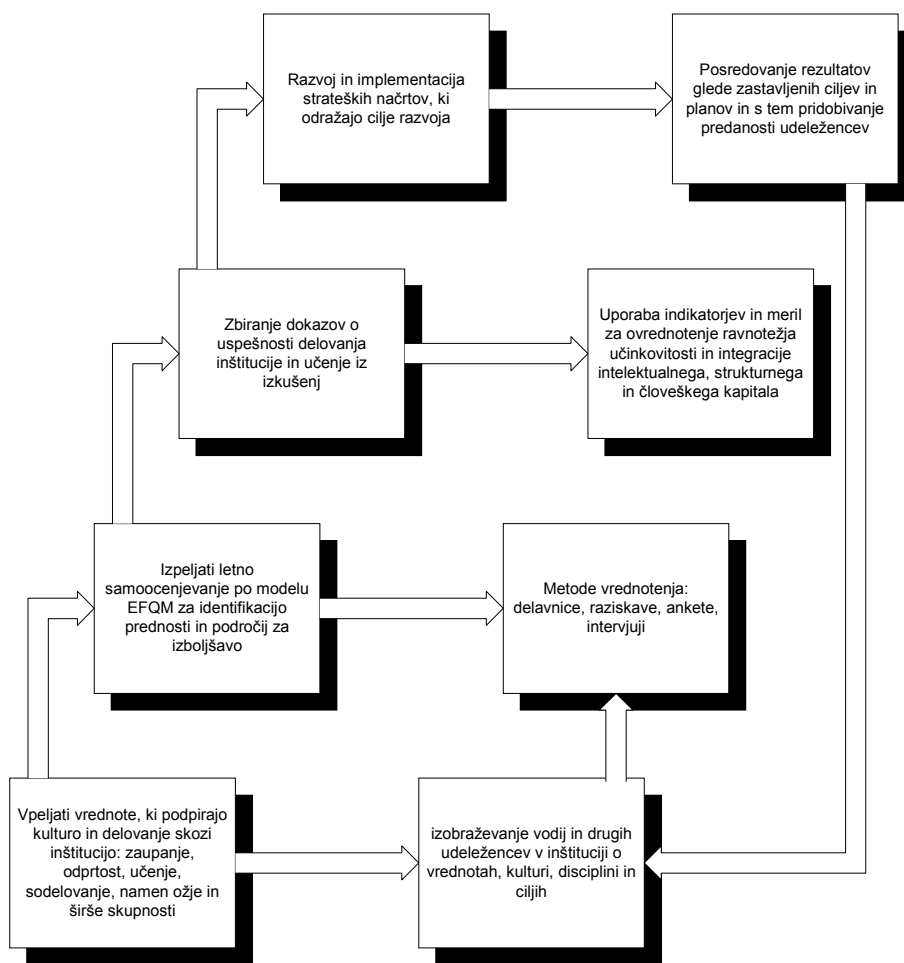 Razvoj in implementacija
strateških načrtov, ki
odražajo cilje razvoja
Posredovanje rezultatov
glede zastavljenih ciljev in
planov in s tem pridobivanje
predanosti udeležencev
Zbiranje dokazov o
uspešnosti delovanja
inštitucije in učenje iz
izkušenj
Uporaba indikatorjev in meril
za ovrednotenje ravnotežja
učinkovitosti in integracije
intelektualnega, strukturnega
in človeškega kapitala
Izpeljati letno
samoocenjevanje po modelu
EFQM za identifikacijo
prednosti in področij za
izboljšavo
Metode vrednotenja:
delavnice, raziskave, ankete,
intervjuji
Vpeljati vrednote, ki podpirajo
kulturo in delovanje skozi
inštitucijo: zaupanje,
odprtost, učenje,
sodelovanje, namen ožje in
širše skupnosti
izobraževanje vodij in drugih
udeležencev v inštituciji o
vrednotah, kulturi, disciplini in
ciljih